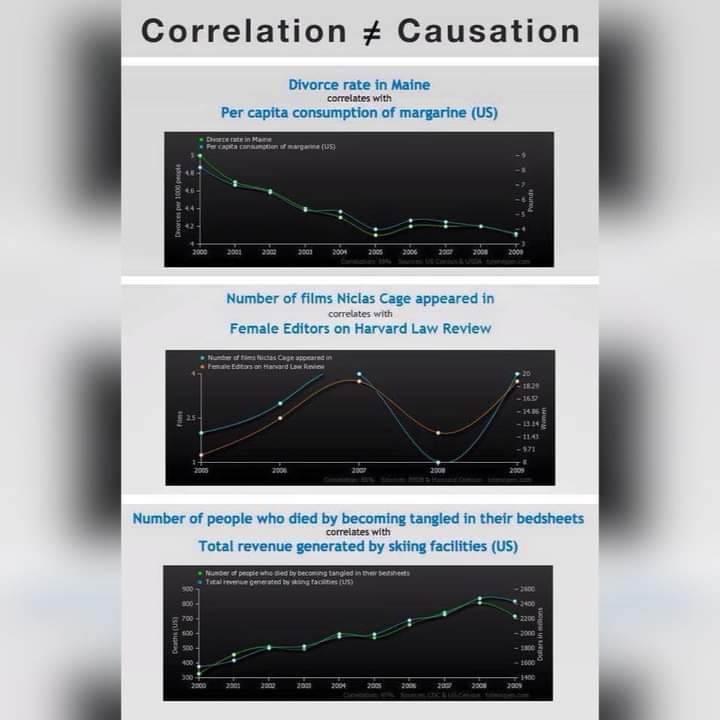 Correlation ≠ Causation
Divorce rate in Maine
correlates with
Per capita consumption of margarine (US)
Divorce rate in Maine
Per capita consumption of margarine (US)
Divorces per 1000 people
5
4.8
4.6
4.4
4.2
4
9
8
7
6
5
4
3
Pounds
2000 2001 2002 2003 2004 2005 2006 2007 2008 2009
Correlation: 99% Sources: US Census & USDA tylervigen.com
Number of films Niclas Cage appeared in
correlates with
Female Editors on Harvard Law Review
Number of films Niclas Cage appeared in
Female Editors on Harvard Law Review
Films
4
2.5
1
20
18.29
16.57
14.86
13.14
11.43
9.71
8
Women
2005 2006 2007 2008 2009
Correlation: 86% Sources: tylervigen.com
Number of people who died by becoming tangled in their bedsheets
correlates with
Total revenue generated by skiing facilities (US)
Number of people who died by becoming tangled in their bedsheets
Total revenue generated by skiing facilities (US)
Deaths (US)
900
800
700
600
500
400
300
2600
2400
2200
2000
1800
1600
1400
Dollars in millions
2000 2001 2002 2003 2004 2005 2006 2007 2008 2009
Correlation: 97% Sources: CDC & US Census tylervigen.com